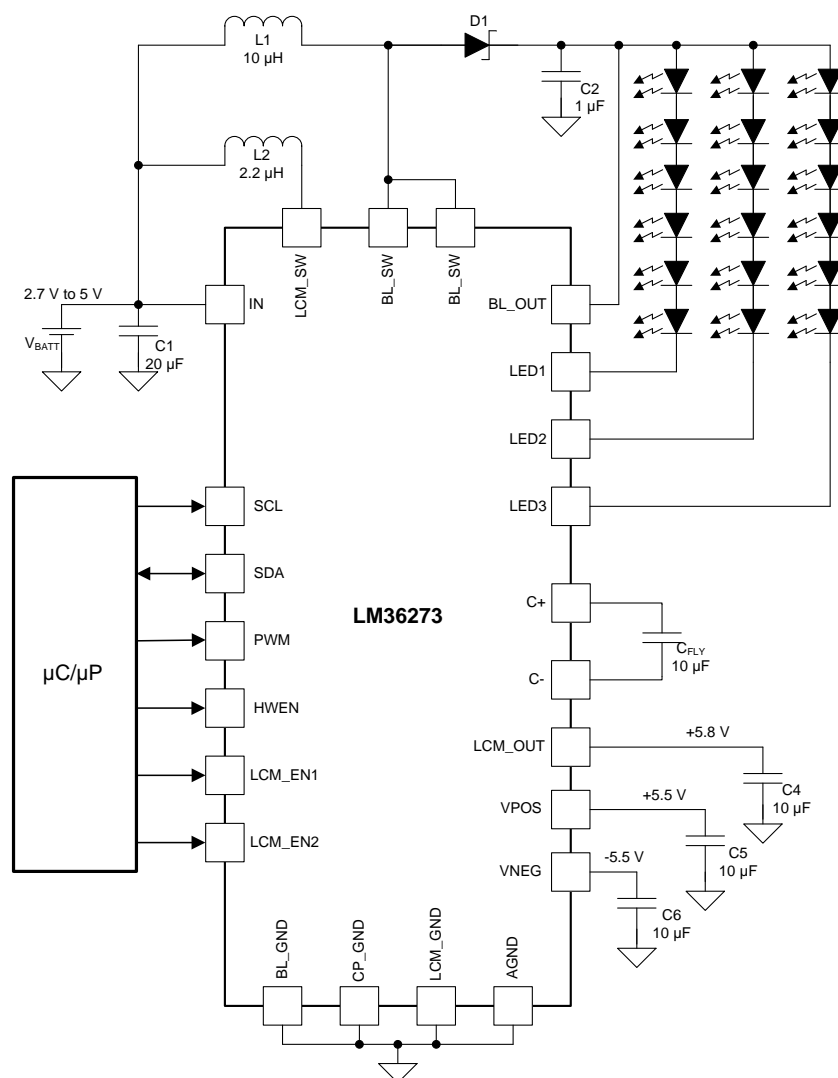 D1
L1
10 µH
C2
1 µF
L2
2.2 µH
LCM_SW
BL_SW
BL_SW
2.7 V to 5 V
IN
BL_OUT
VBATT
C1
20 µF
LED1
LED2
LED3
SCL
SDA
PWM
HWEN
LCM_EN1
LCM_EN2
µC/µP
LM36273
C+
CFLY
10 µF
C-
LCM_OUT
+5.8 V
C4
10 µF
VPOS
+5.5 V
C5
10 µF
VNEG
-5.5 V
C6
10 µF
BL_GND
CP_GND
LCM_GND
AGND